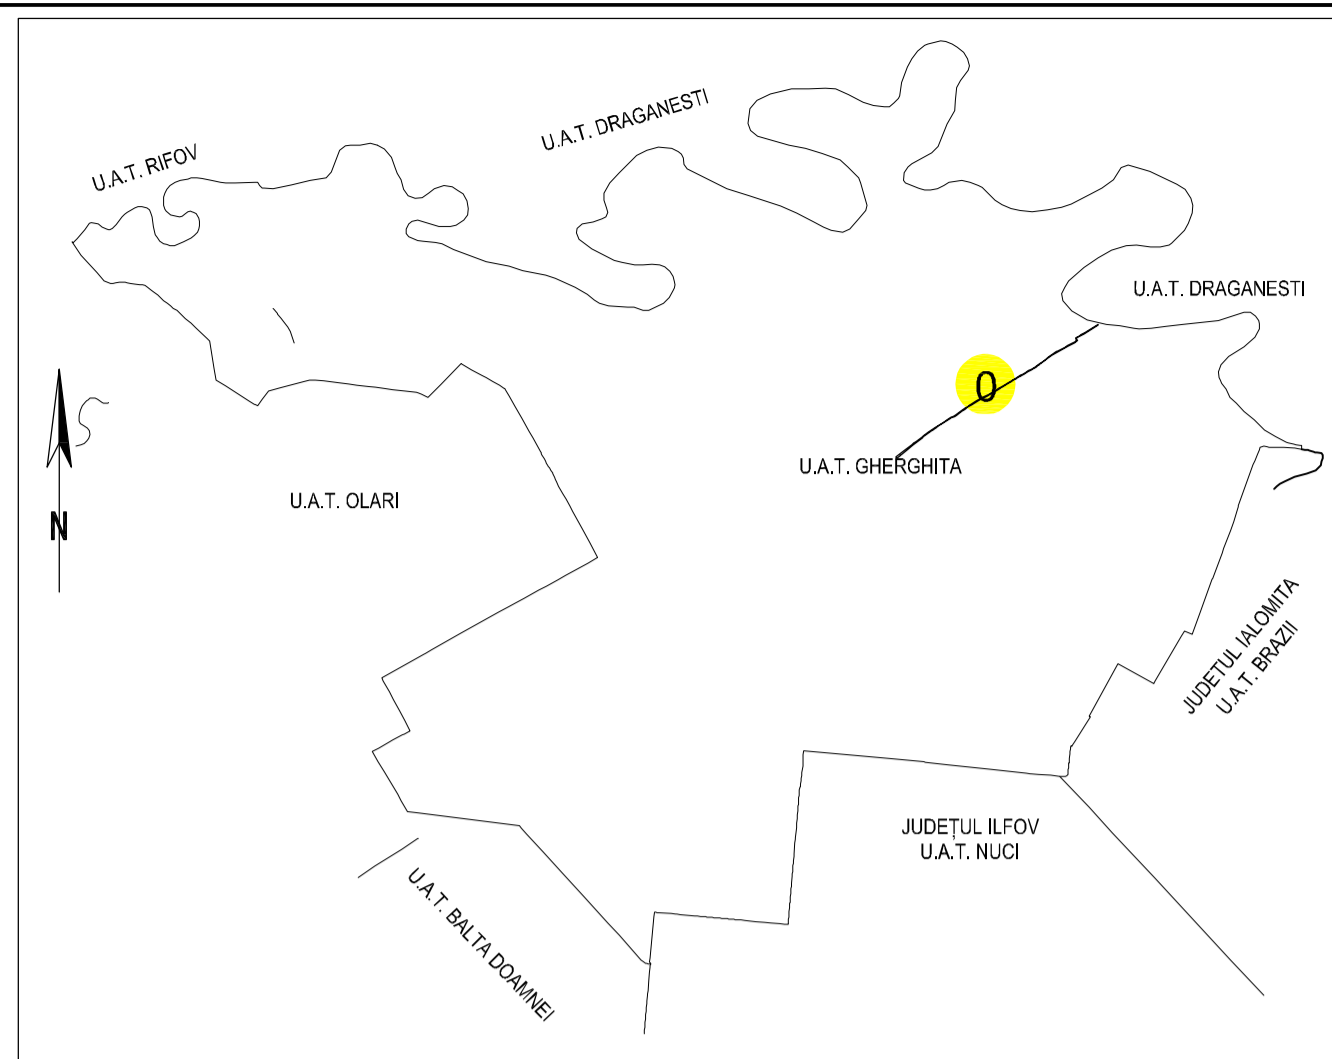 U.A.T. RIFOV
U.A.T. DRAGANESTI
U.A.T. DRAGANESTI
0
U.A.T. GHERGHITA
U.A.T. OLARI
N
JUDETUL IALOMITA
U.A.T. BRAZII
JUDEȚUL ILFOV
U.A.T. NUCI
U.A.T. BALTA DOAMNEI